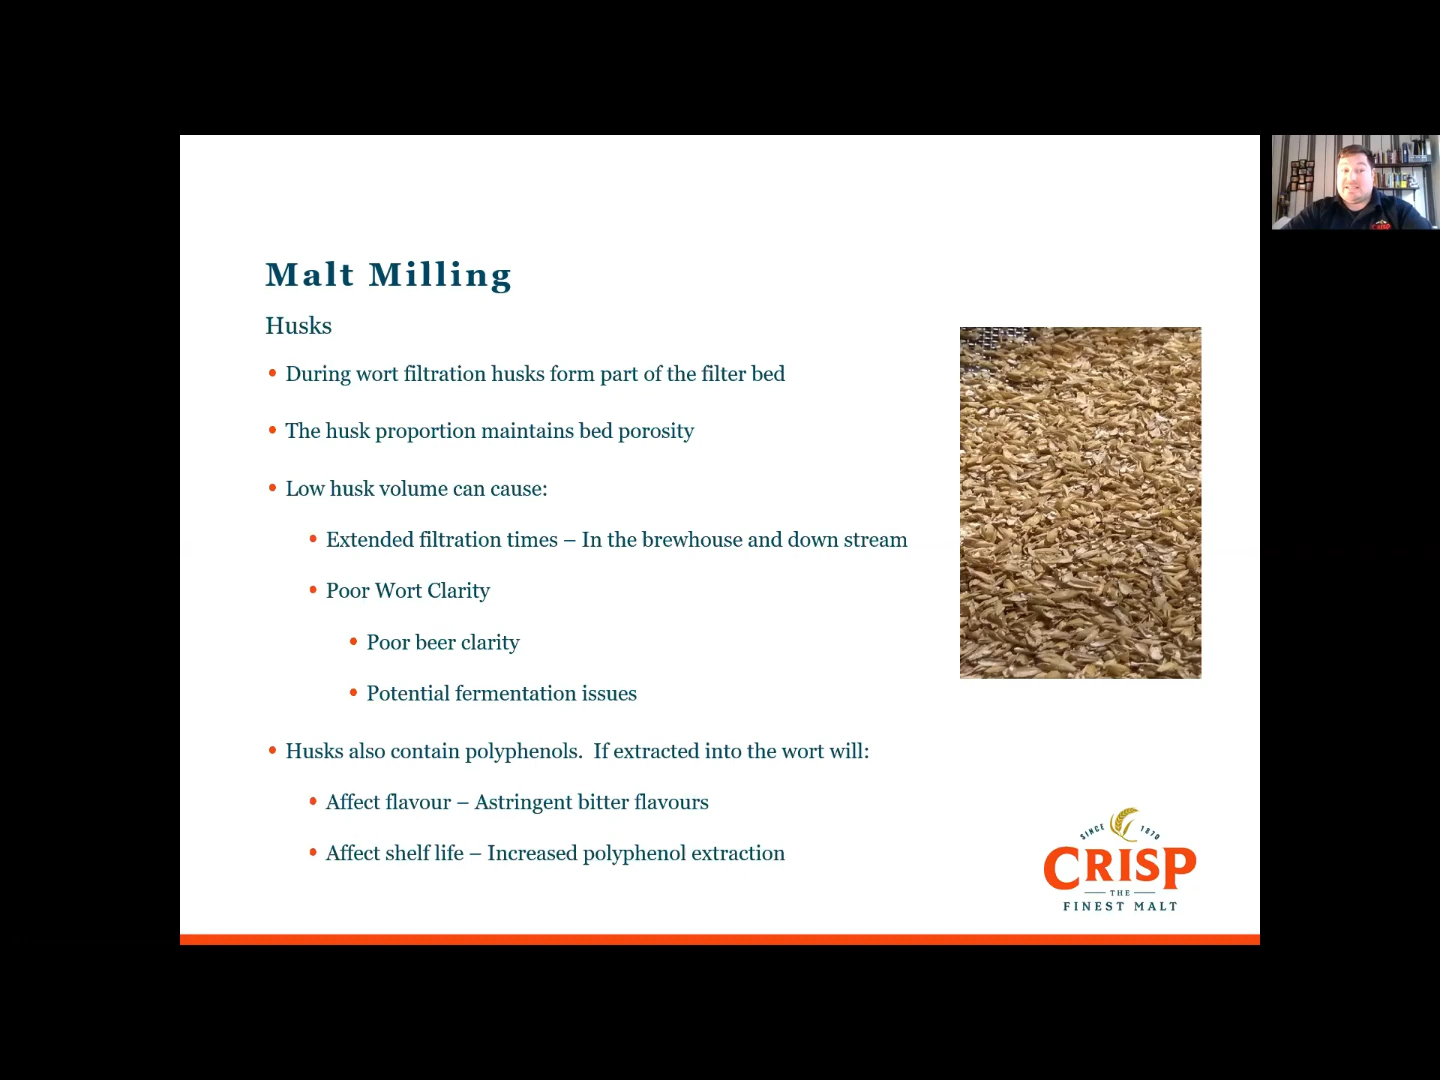 Malt Milling
Husks
• During wort filtration husks form part of the filter bed
• The husk proportion maintains bed porosity
• Low husk volume can cause:
• Extended filtration times – In the brewhouse and down stream
• Poor Wort Clarity
• Poor beer clarity
• Potential fermentation issues
• Husks also contain polyphenols.  If extracted into the wort will:
• Affect flavour – Astringent bitter flavours
• Affect shelf life – Increased polyphenol extraction
SINCE 1870
CRISP
THE
FINEST MALT
CRISP